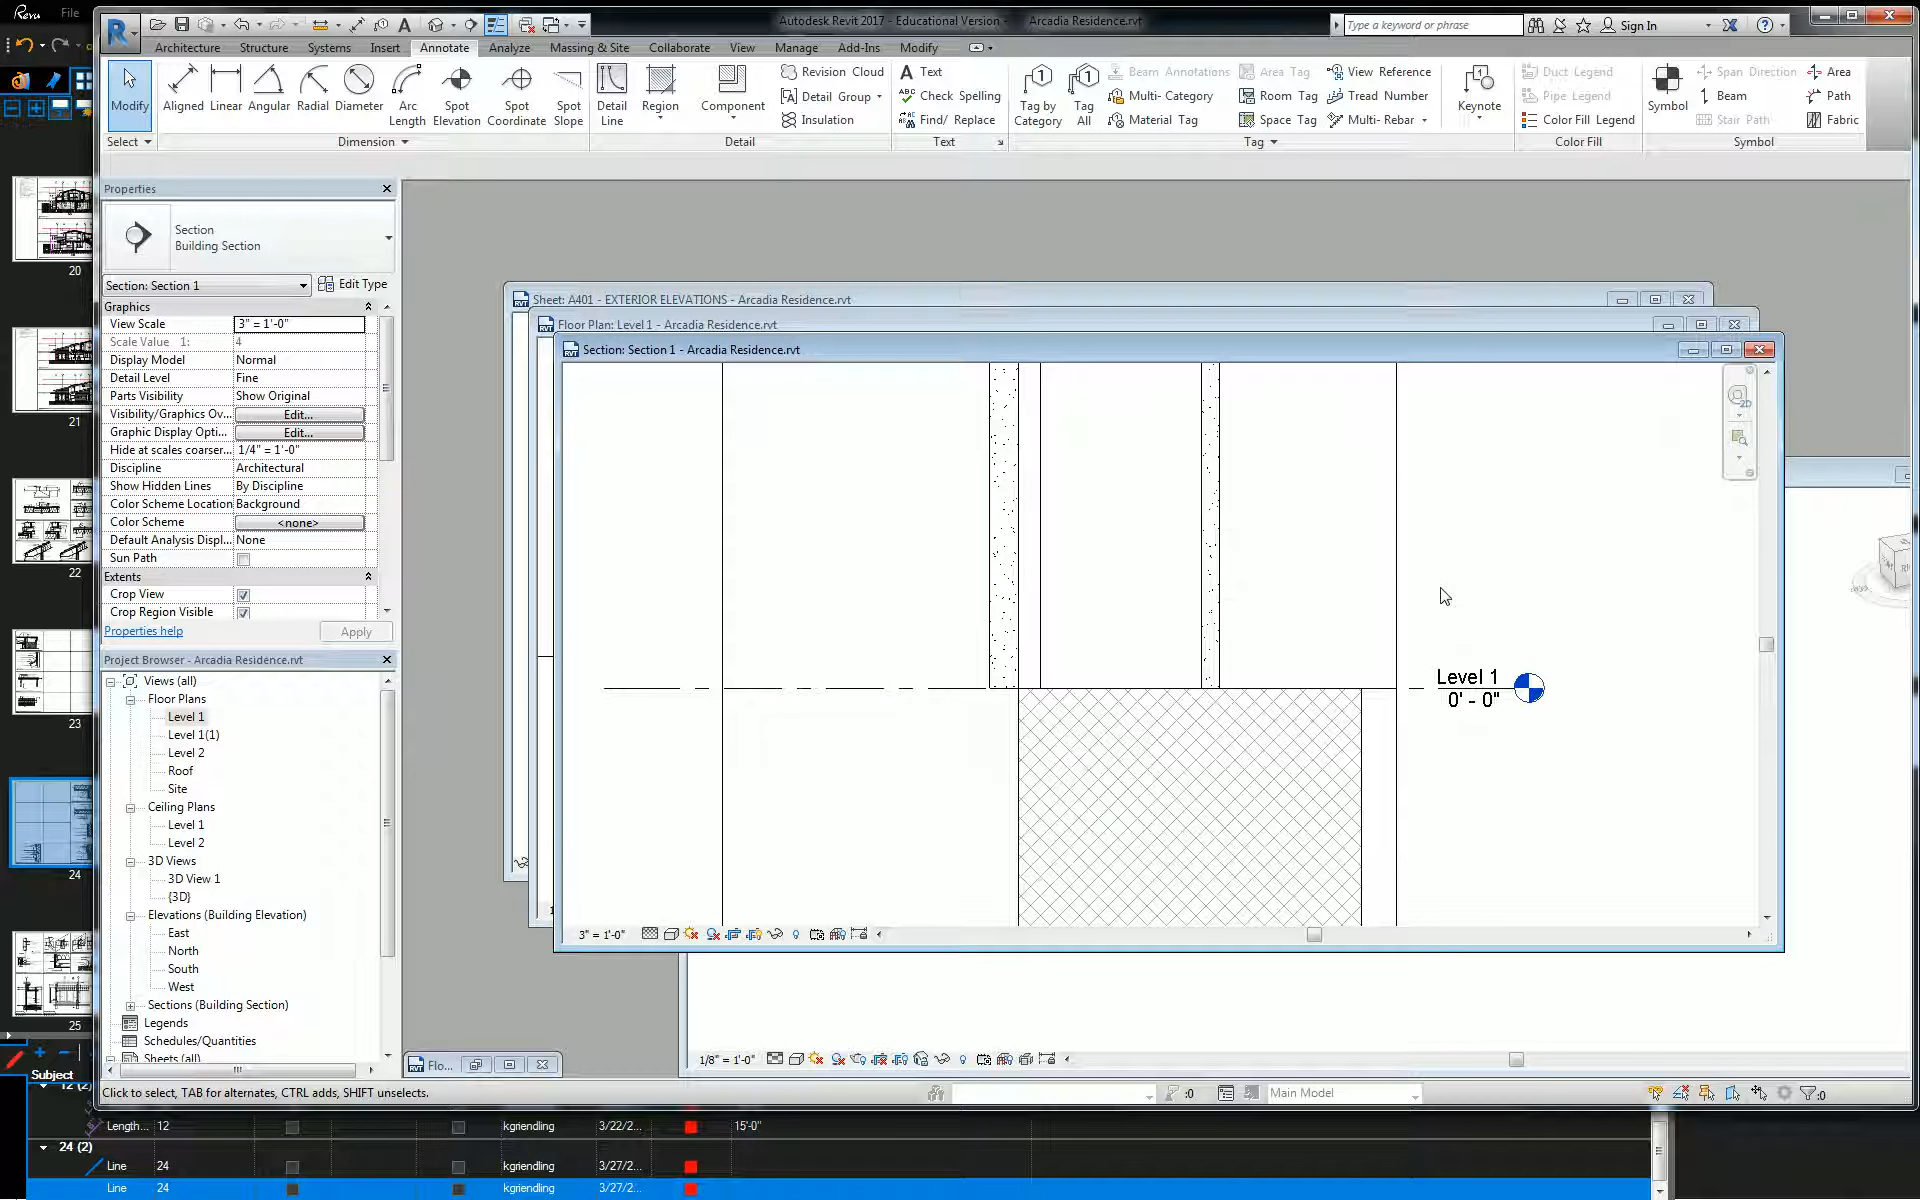 Revu File
Autodesk Revit 2017 - Educational Version - Arcadia Residence.rvt
Type a keyword or phrase
Sign In
Architecture Structure Systems Insert Annotate Analyze Massing & Site Collaborate View Manage Add-Ins Modify
Modify Aligned Linear Angular Radial Diameter Arc Length Spot Elevation Spot Coordinate Spot Slope
Detail Line Region Component Revision Cloud
Detail Group
Insulation
Text
Check Spelling
Find/ Replace
Tag by Category Tag All Beam Annotations
Multi- Category
Material Tag
Area Tag
Room Tag
Space Tag
View Reference
Tread Number
Multi- Rebar
Keynote
Duct Legend
Pipe Legend
Color Fill Legend
Symbol
Span Direction
Beam
Stair Path
Area
Path
Fabric
Select Dimension Detail Text Tag Color Fill Symbol
Properties
Section
Building Section
Section: Section 1 Edit Type
Graphics
View Scale 3" = 1'-0"
Scale Value 1: 4
Display Model Normal
Detail Level Fine
Parts Visibility Show Original
Visibility/Graphics Ov... Edit...
Graphic Display Opti... Edit...
Hide at scales coarser... 1/4" = 1'-0"
Discipline Architectural
Show Hidden Lines By Discipline
Color Scheme Location Background
Color Scheme <none>
Default Analysis Displ... None
Sun Path
Extents
Crop View
Crop Region Visible
Properties help Apply
Project Browser - Arcadia Residence.rvt
Views (all)
Floor Plans
Level 1
Level 1(1)
Level 2
Roof
Site
Ceiling Plans
Level 1
Level 2
3D Views
3D View 1
{3D}
Elevations (Building Elevation)
East
North
South
West
Sections (Building Section)
Legends
Schedules/Quantities
Sheets (all)
20
21
22
23
24
25
Sheet: A401 - EXTERIOR ELEVATIONS - Arcadia Residence.rvt
Floor Plan: Level 1 - Arcadia Residence.rvt
Section: Section 1 - Arcadia Residence.rvt
2D
Level 1
0' - 0"
3" = 1'-0"
1/8" = 1'-0"
Flo...
Click to select, TAB for alternates, CTRL adds, SHIFT unselects.
:0
Main Model
:0
Subject
12 (2)
Length... 12 kgriendling 3/22/2... 15'-0"
24 (2)
Line 24 kgriendling 3/27/2...
Line 24 kgriendling 3/27/2...